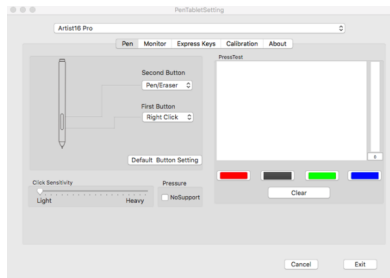 PenTabletSetting
Artist16 Pro
Pen Monitor Express Keys Calibration About
Second Button
Pen/Eraser
First Button
Right Click
Default Button Setting
Click Sensitivity
Light Heavy
Pressure
NoSupport
PressTest
Clear
Cancel Exit